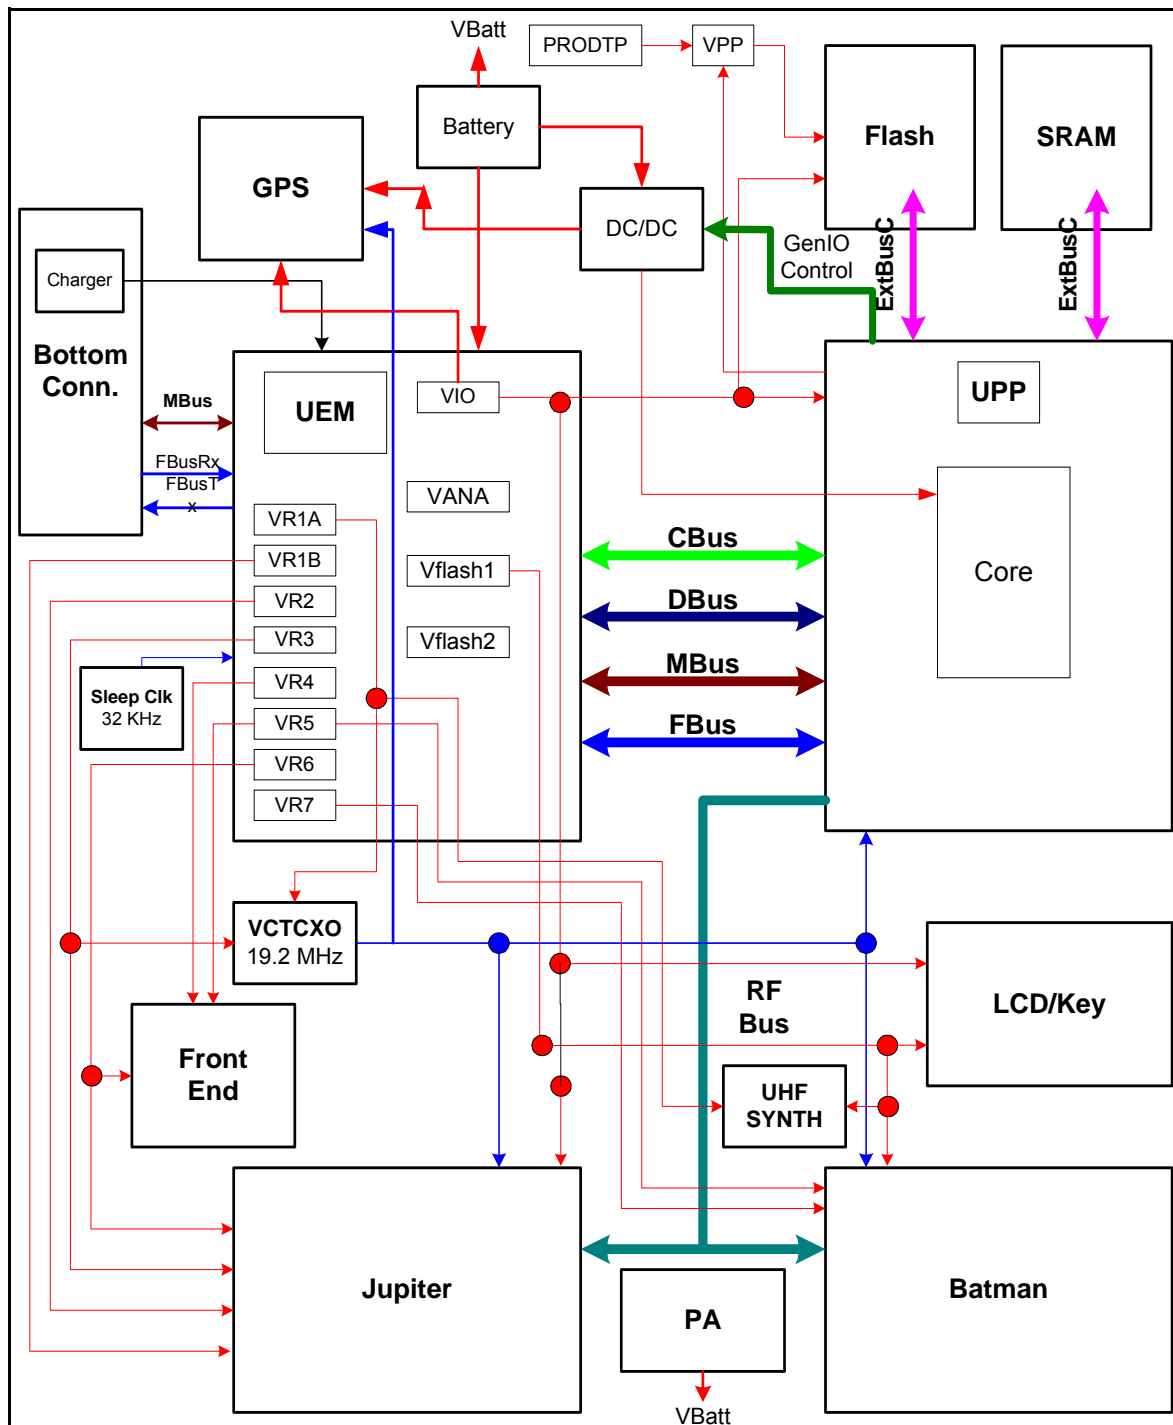 VBatt
PRODTP
VPP
Battery
Flash
SRAM
GPS
DC/DC
GenIO
Control
ExtBusC
ExtBusC
Charger
Bottom
Conn.
MBus
FBusRx
FBusT
x
UEM
VIO
UPP
VANA
VR1A
VR1B
VR2
VR3
VR4
VR5
VR6
VR7
Vflash1
Vflash2
CBus
DBus
MBus
FBus
Core
Sleep Clk
32 KHz
VCTCXO
19.2 MHz
RF
Bus
LCD/Key
Front
End
UHF
SYNTH
Jupiter
PA
Batman
VBatt